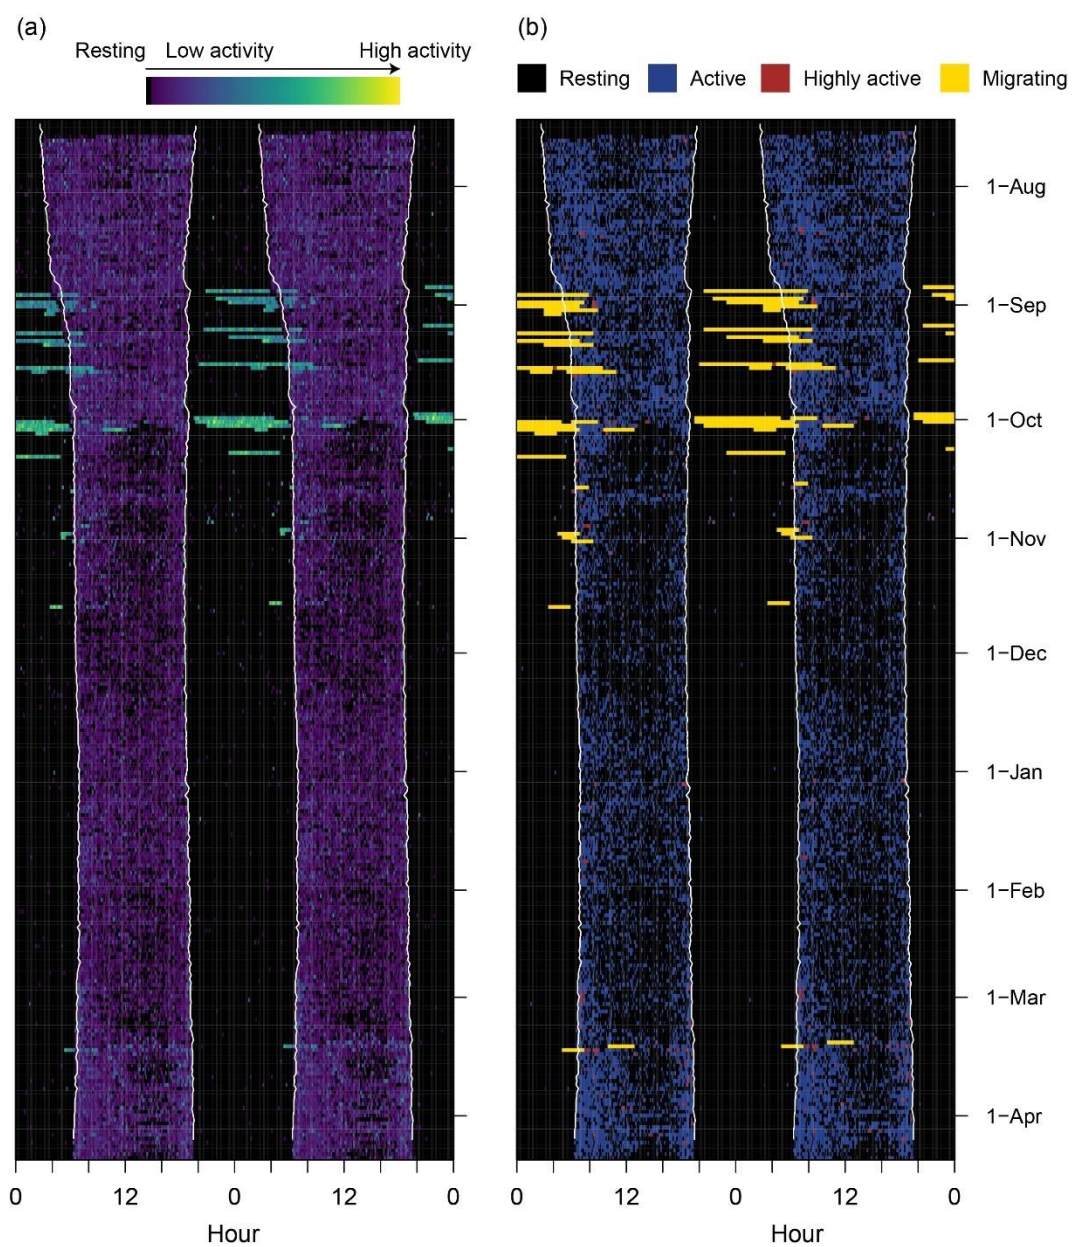 (a)
Resting Low activity High activity
(b)
Resting Active Highly active Migrating
1-Aug
1-Sep
1-Oct
1-Nov
1-Dec
1-Jan
1-Feb
1-Mar
1-Apr
0 12 0 12 0
Hour
0 12 0 12 0
Hour